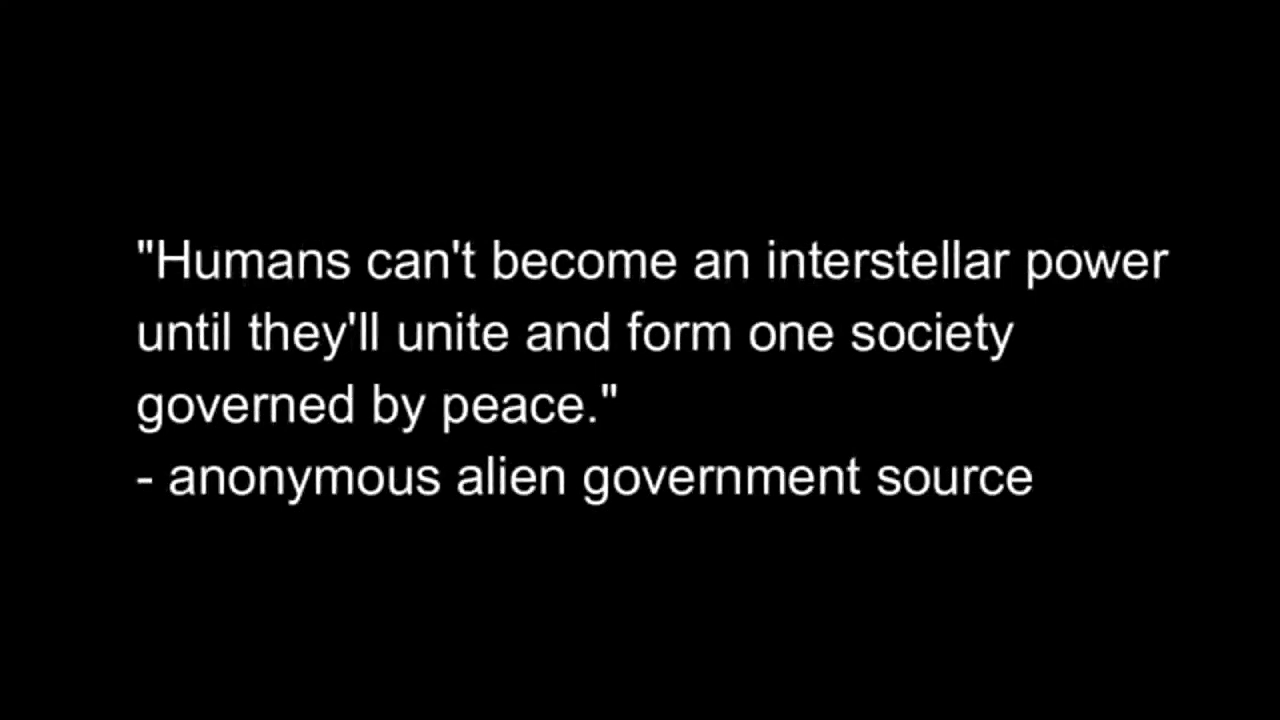 "Humans can't become an interstellar power
until they'll unite and form one society
governed by peace."
- anonymous alien government source